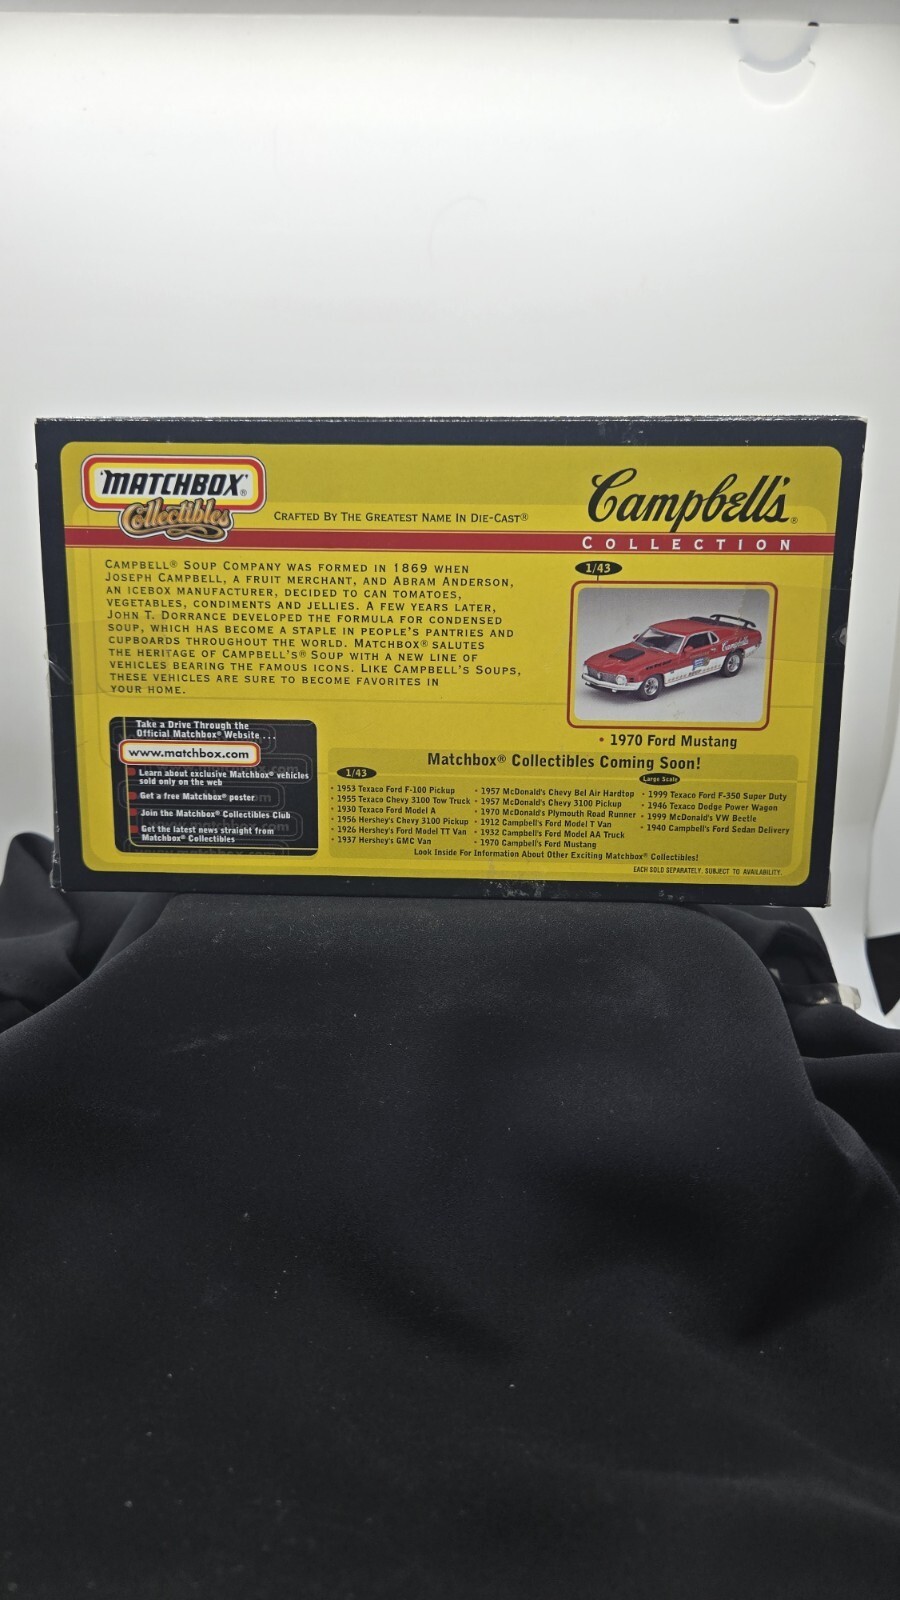 MATCHBOX®
Collectibles
CRAFTED BY THE GREATEST NAME IN DIE-CAST®
Campbell's®
COLLECTION
CAMPBELL® SOUP COMPANY WAS FORMED IN 1869 WHEN
JOSEPH CAMPBELL, A FRUIT MERCHANT, AND ABRAM ANDERSON,
AN ICEBOX MANUFACTURER, DECIDED TO CAN TOMATOES,
VEGETABLES, CONDIMENTS AND JELLIES. A FEW YEARS LATER,
JOHN T. DORRANCE DEVELOPED THE FORMULA FOR CONDENSED
SOUP, WHICH HAS BECOME A STAPLE IN PEOPLE'S PANTRIES AND
CUPBOARDS THROUGHOUT THE WORLD. MATCHBOX® SALUTES
THE HERITAGE OF CAMPBELL'S® SOUP WITH A NEW LINE OF
VEHICLES BEARING THE FAMOUS ICONS. LIKE CAMPBELL'S SOUPS,
THESE VEHICLES ARE SURE TO BECOME FAVORITES IN
YOUR HOME.
1/43
Campbell's
• 1970 Ford Mustang
Take a Drive Through the
Official Matchbox® Website ...
www.matchbox.com
Learn about exclusive Matchbox® vehicles
sold only on the web
Get a free Matchbox® poster
Join the Matchbox Collectibles Club
Get the latest news straight from
Matchbox® Collectibles
Matchbox® Collectibles Coming Soon!
1/43
• 1953 Texaco Ford F-100 Pickup
• 1955 Texaco Chevy 3100 Tow Truck
• 1930 Texaco Ford Model A
• 1956 Hershey's Chevy 3100 Pickup
• 1926 Hershey's Ford Model TT Van
• 1937 Hershey's GMC Van
• 1957 McDonald's Chevy Bel Air Hardtop
• 1957 McDonald's Chevy 3100 Pickup
• 1970 McDonald's Plymouth Road Runner
• 1912 Campbell's Ford Model T Van
• 1932 Campbell's Ford Model AA Truck
• 1970 Campbell's Ford Mustang
Large Scale
• 1999 Texaco Ford F-350 Super Duty
• 1946 Texaco Dodge Power Wagon
• 1999 McDonald's VW Beetle
• 1940 Campbell's Ford Sedan Delivery
Look Inside For Information About Other Exciting Matchbox® Collectibles!
EACH SOLD SEPARATELY. SUBJECT TO AVAILABILITY.